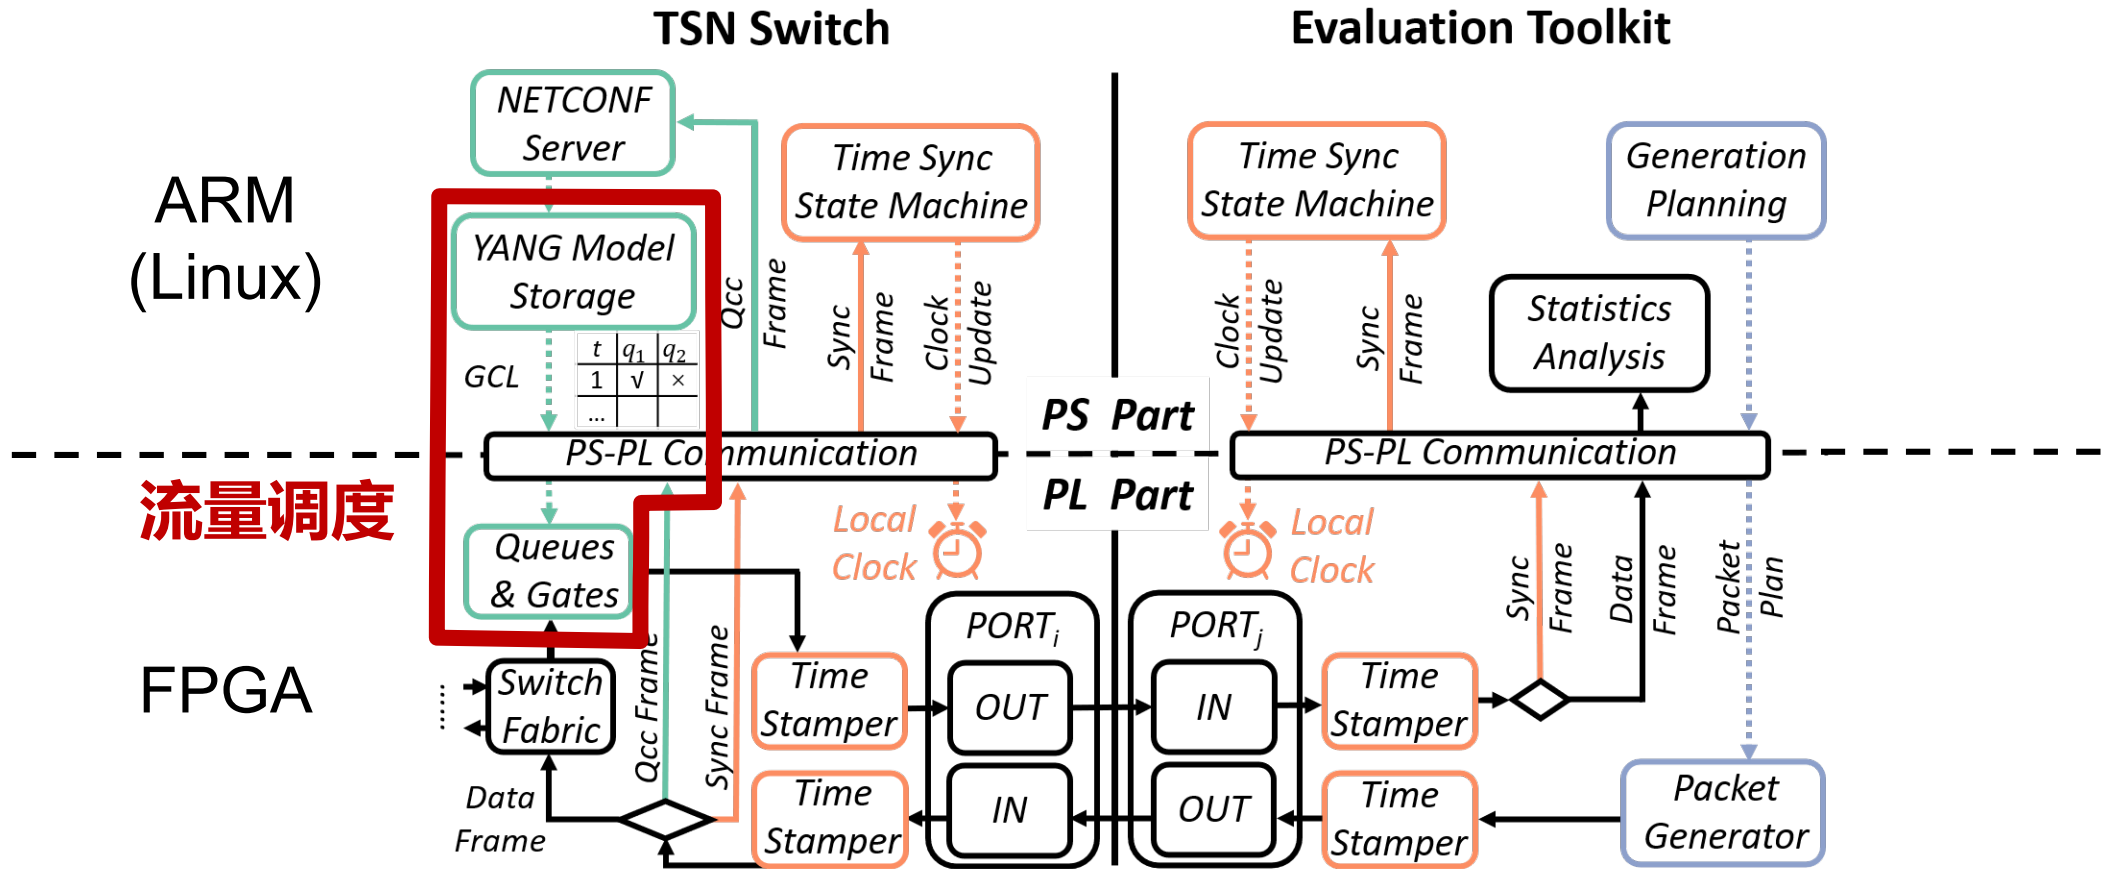 TSN Switch
Evaluation Toolkit
ARM
(Linux)
流量调度
FPGA
NETCONF
Server
YANG Model
Storage
GCL
t q₁ q₂
1 √ ×
...
Qcc
Frame
Time Sync
State Machine
Sync
Frame
Clock
Update
PS-PL Communication
Queues
& Gates
Local
Clock
Switch
Fabric
......
Data
Frame
Qcc Frame
Sync Frame
Time
Stamper
Time
Stamper
PORTᵢ
OUT
IN
PS Part
PL Part
Time Sync
State Machine
Clock
Update
Sync
Frame
Generation
Planning
Statistics
Analysis
PS-PL Communication
Local
Clock
PORTⱼ
IN
OUT
Time
Stamper
Time
Stamper
Sync
Frame
Data
Frame
Packet
Plan
Packet
Generator